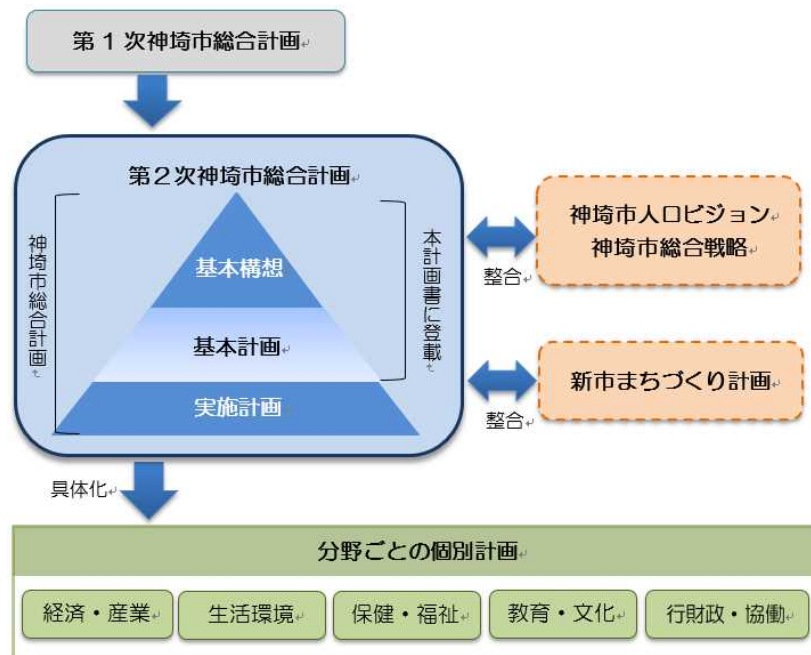 第1次神埼市総合計画
第2次神埼市総合計画
神埼市総合計画
基本構想
基本計画
実施計画
本計画書に登載
整合
神埼市人口ビジョン
神埼市総合戦略
整合
新市まちづくり計画
具体化
分野ごとの個別計画
経済・産業
生活環境
保健・福祉
教育・文化
行財政・協働